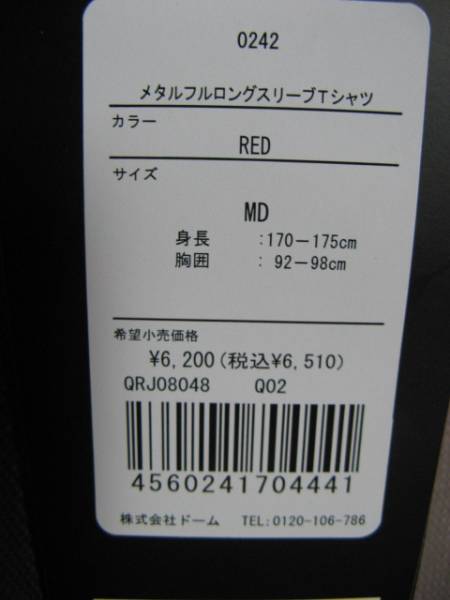 0242
メタルフルロングスリーブTシャツ
カラー
RED
サイズ
MD
身長 :170-175cm
胸囲 : 92-98cm
希望小売価格
¥6,200(税込¥6,510)
QRJ08048 Q02
4560241704441
株式会社ドーム TEL:0120-106-786